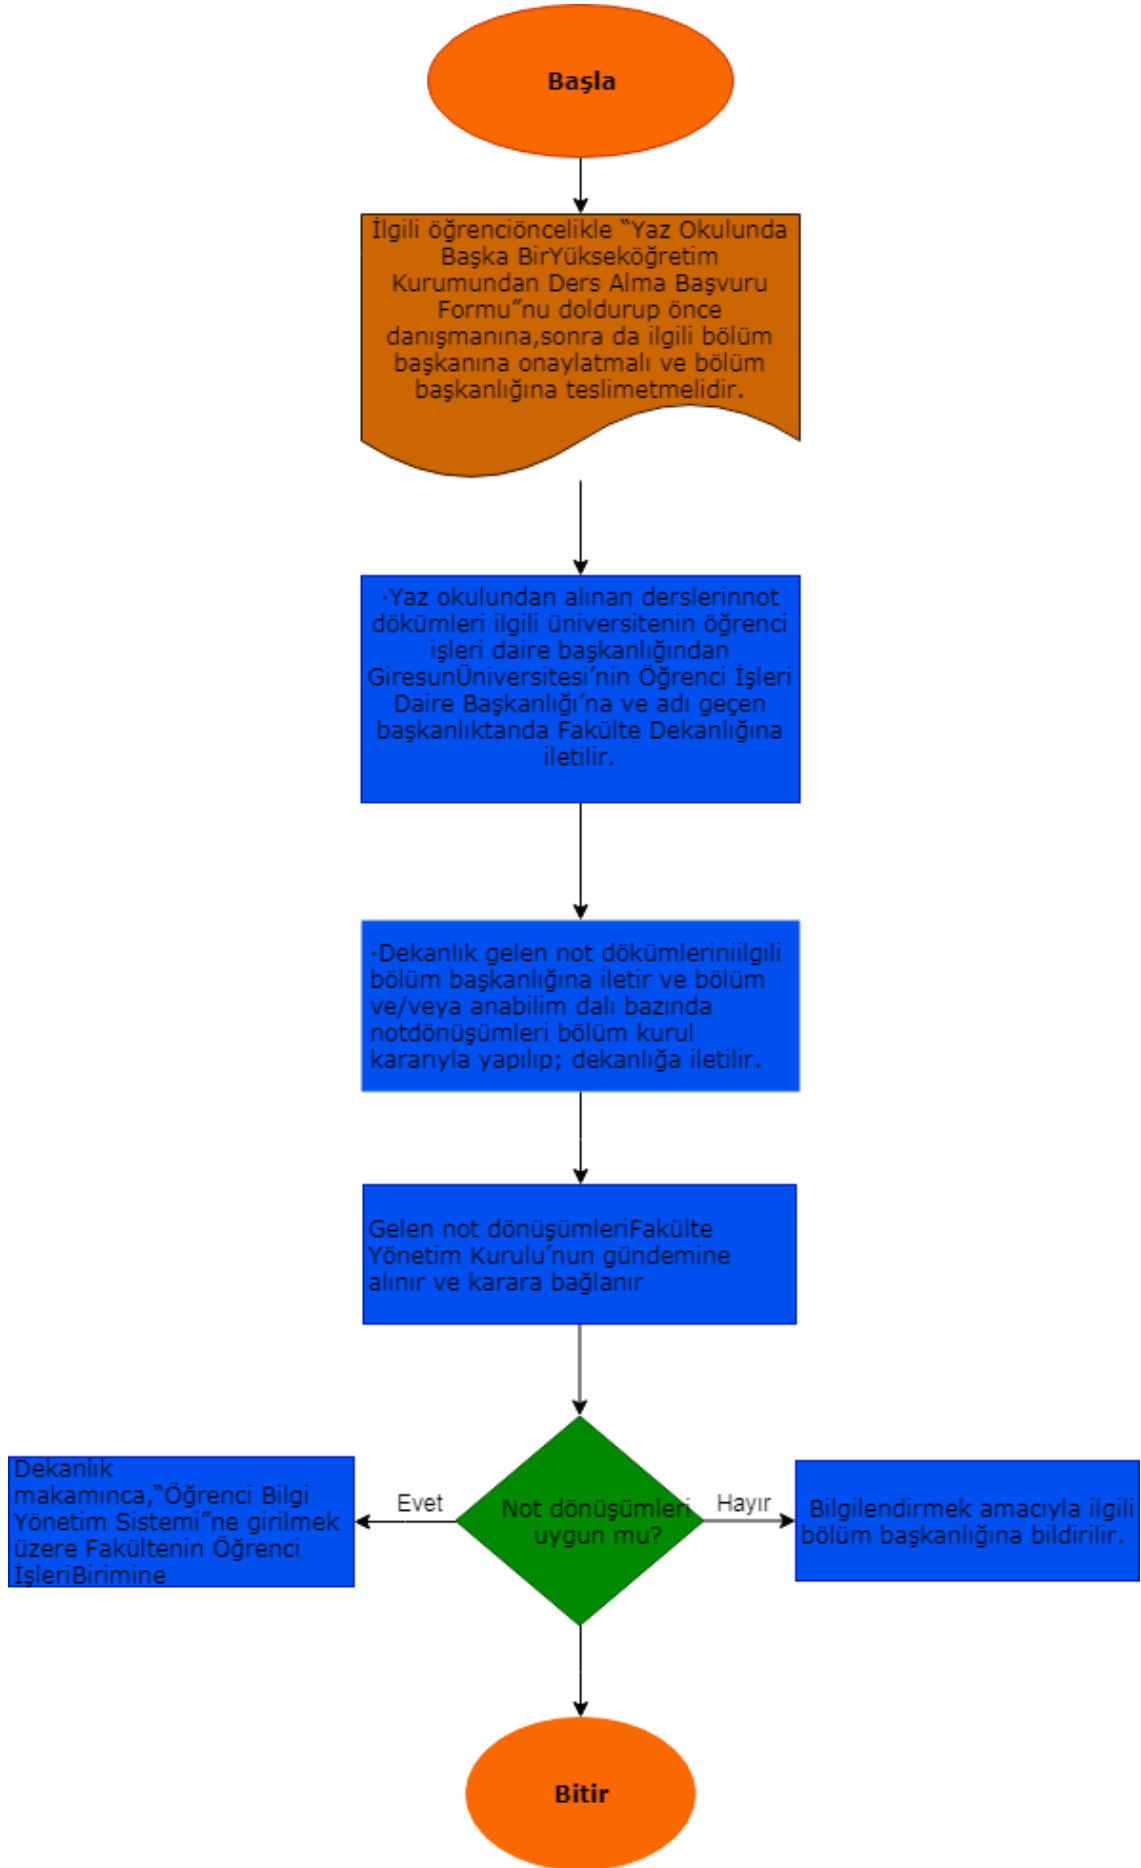 Başla
İlgili öğrenciöncelikle “Yaz Okulunda
Başka BirYükseköğretim
Kurumundan Ders Alma Başvuru
Formu”nu doldurup önce
danışmanına,sonra da ilgili bölüm
başkanına onaylatmalı ve bölüm
başkanlığına teslimetmelidir.
·Yaz okulundan alınan derslerinnot
dökümleri ilgili üniversitenin öğrenci
işleri daire başkanlığından
GiresunÜniversitesi’nin Öğrenci İşleri
Daire Başkanlığı’na ve adı geçen
başkanlıktanda Fakülte Dekanlığına
iletilir.
·Dekanlık gelen not dökümleriniilgili
bölüm başkanlığına iletir ve bölüm
ve/veya anabilim dalı bazında
notdönüşümleri bölüm kurul
kararıyla yapılıp; dekanlığa iletilir.
Gelen not dönüşümleriFakülte
Yönetim Kurulu’nun gündemine
alınır ve karara bağlanır
Dekanlık
makamınca,“Öğrenci Bilgi
Yönetim Sistemi”ne girilmek
üzere Fakültenin Öğrenci
İşleriBirimine
Evet
Not dönüşümleri
uygun mu?
Hayır
Bilgilendirmek amacıyla ilgili
bölüm başkanlığına bildirilir.
Bitir